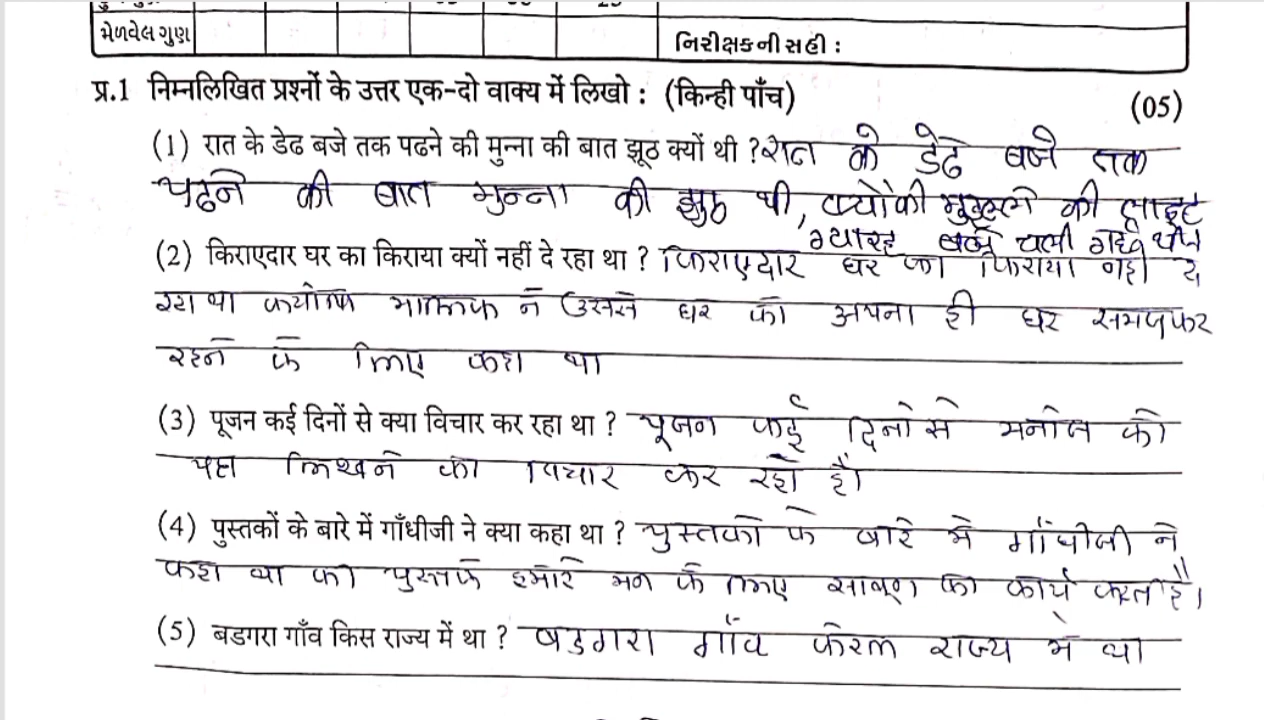 મેળવેલ ગુણ
નિરીક્ષકની સહી :
प्र.1 निम्नलिखित प्रश्नों के उत्तर एक-दो वाक्य में लिखो : (किन्ही पाँच) (05)
(1) रात के डेढ बजे तक पढने की मुन्ना की बात झूठ क्यों थी ? रात के डेढ बजे तक
पढने की बात मुन्ना की झुठ थी, क्योकी मुहल्ले की लाइट
ग्यारह बजे चली गई थी।
(2) किराएदार घर का किराया क्यों नहीं दे रहा था ? किराएदार घर का किराया नही दे
रहा था क्योकि मालिक ने उससे घर को अपना ही घर समजकर
रहने के लिए कहा था
(3) पूजन कई दिनों से क्या विचार कर रहा था ? पूजन कई दिनो से मनोज को
पत्र लिखने का विचार कर रहा है।
(4) पुस्तकों के बारे में गाँधीजी ने क्या कहा था ? पुस्तको के बारे मे गाँधीजी ने
कहा था की पुस्तके हमारे मन के लिए साबुन का कार्य करती है।
(5) बडगरा गाँव किस राज्य में था ? बडगरा गाँव केरल राज्य मे था